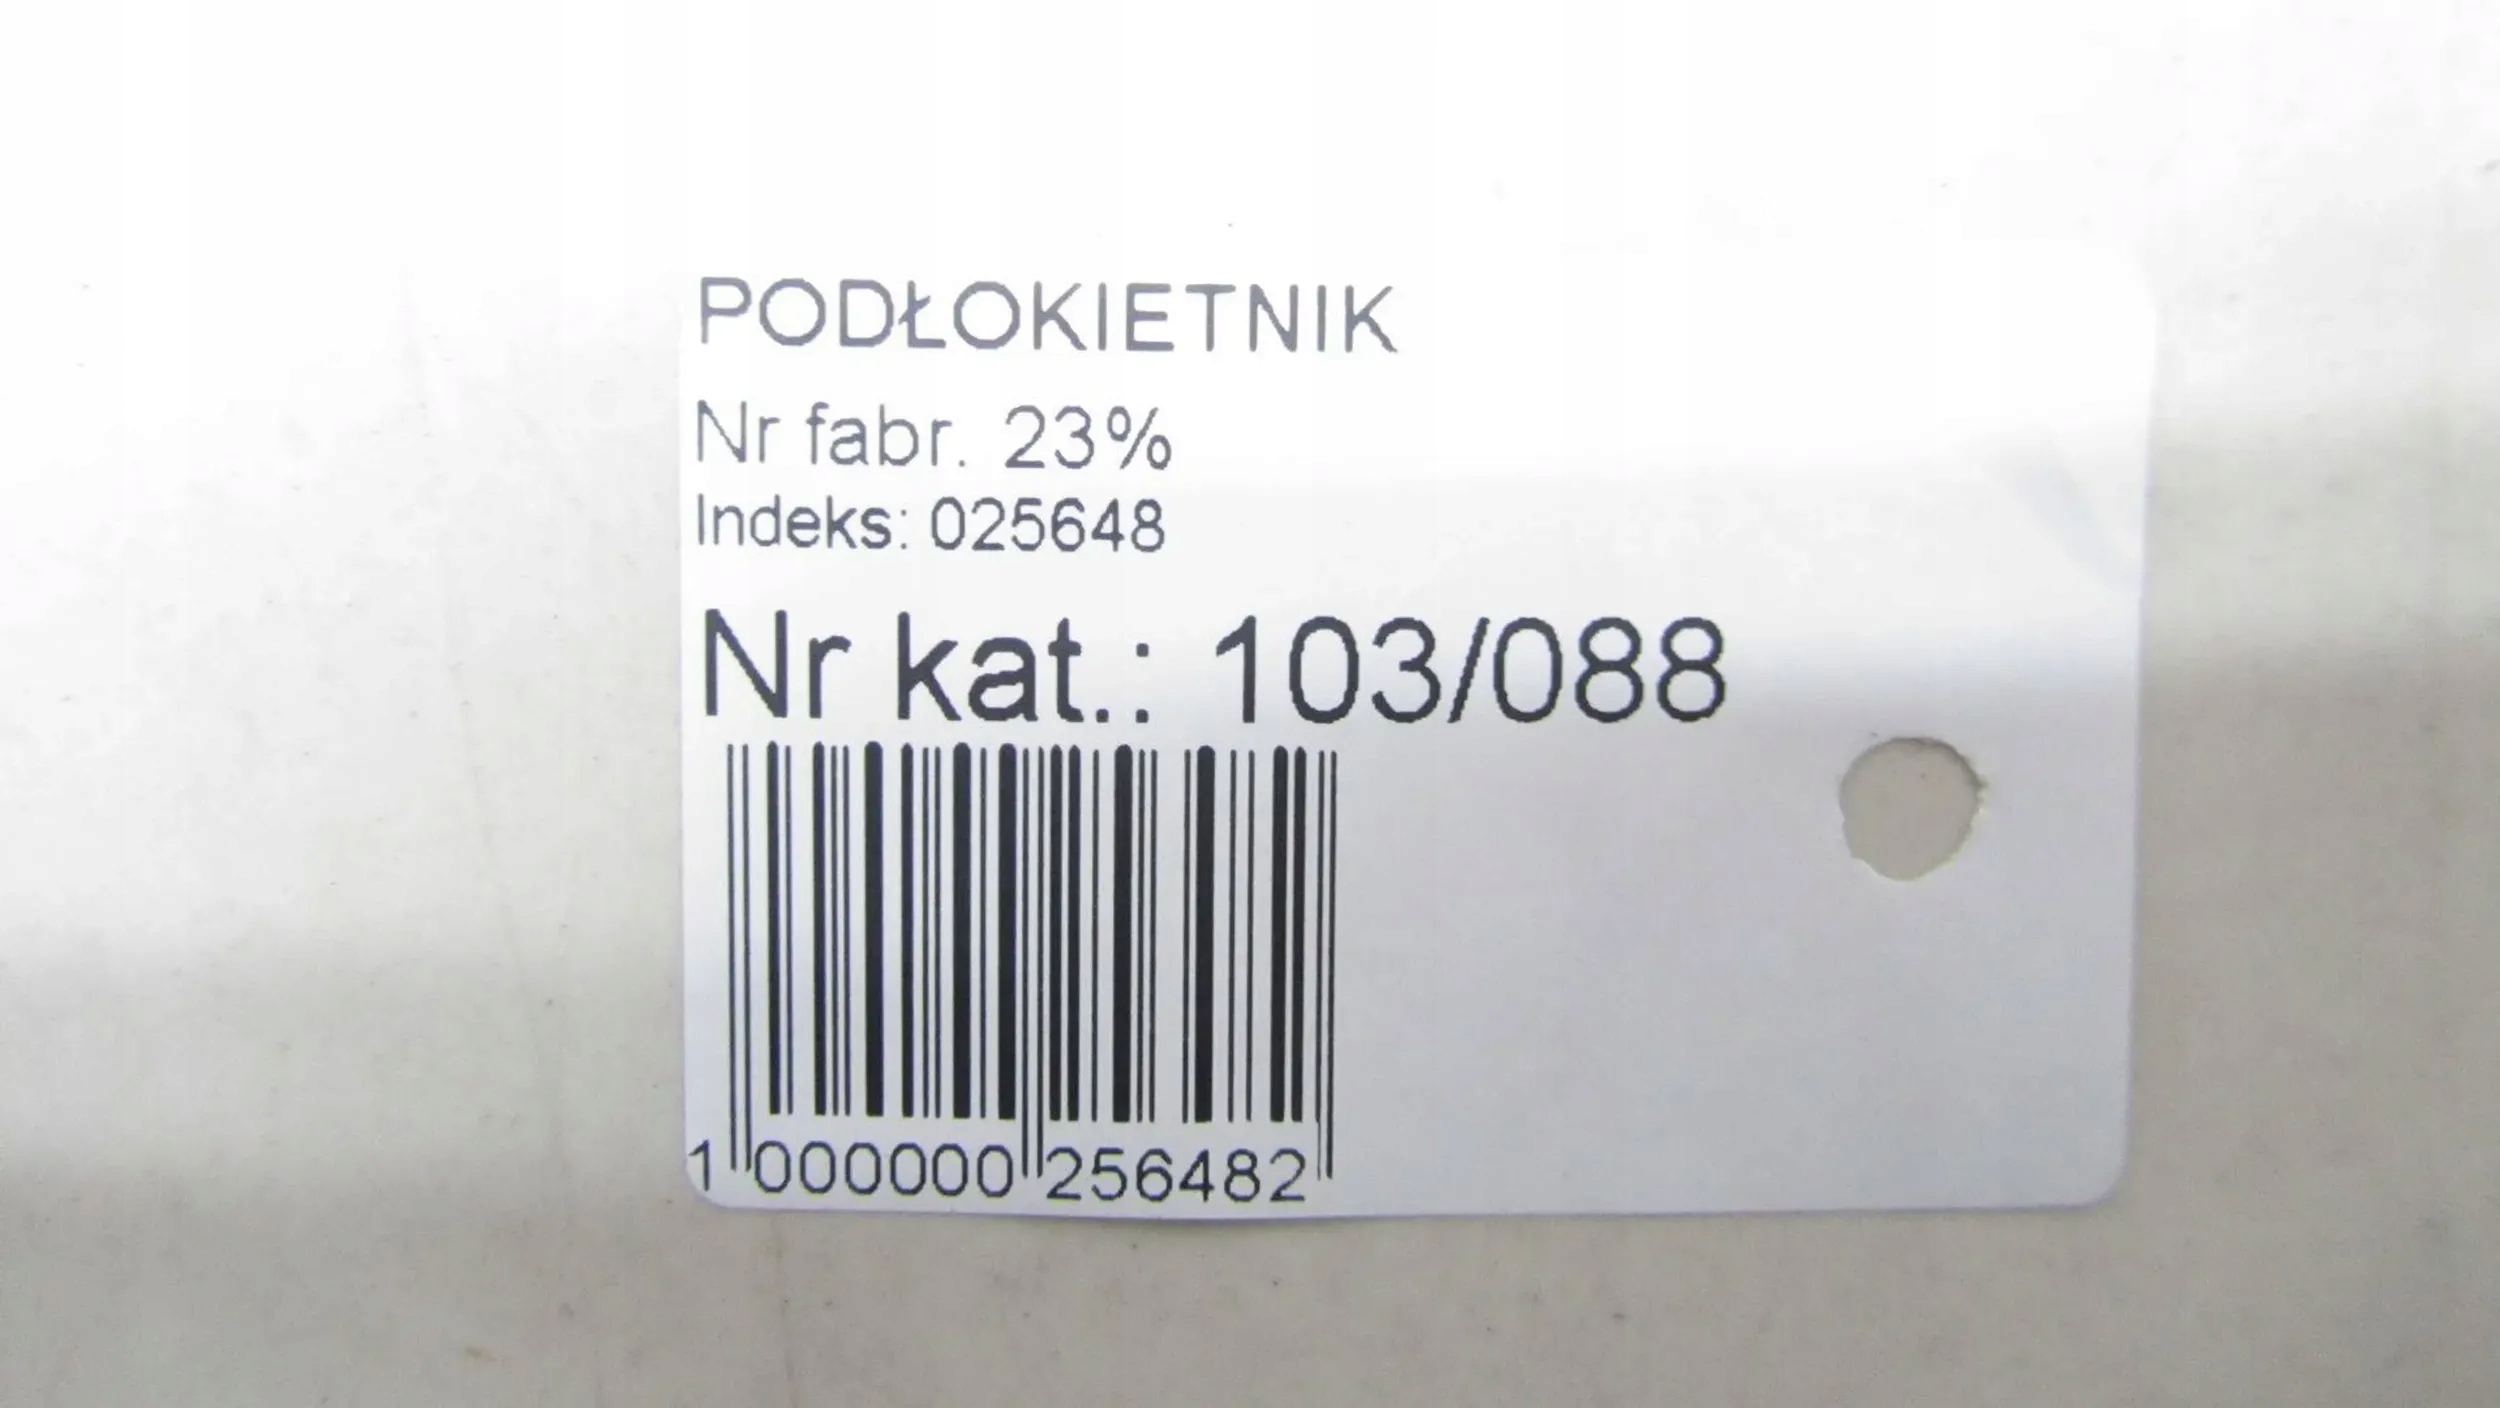 PODŁOKIETNIK
Nr fabr. 23%
Indeks: 025648
Nr kat.: 103/088
1 000000 256482